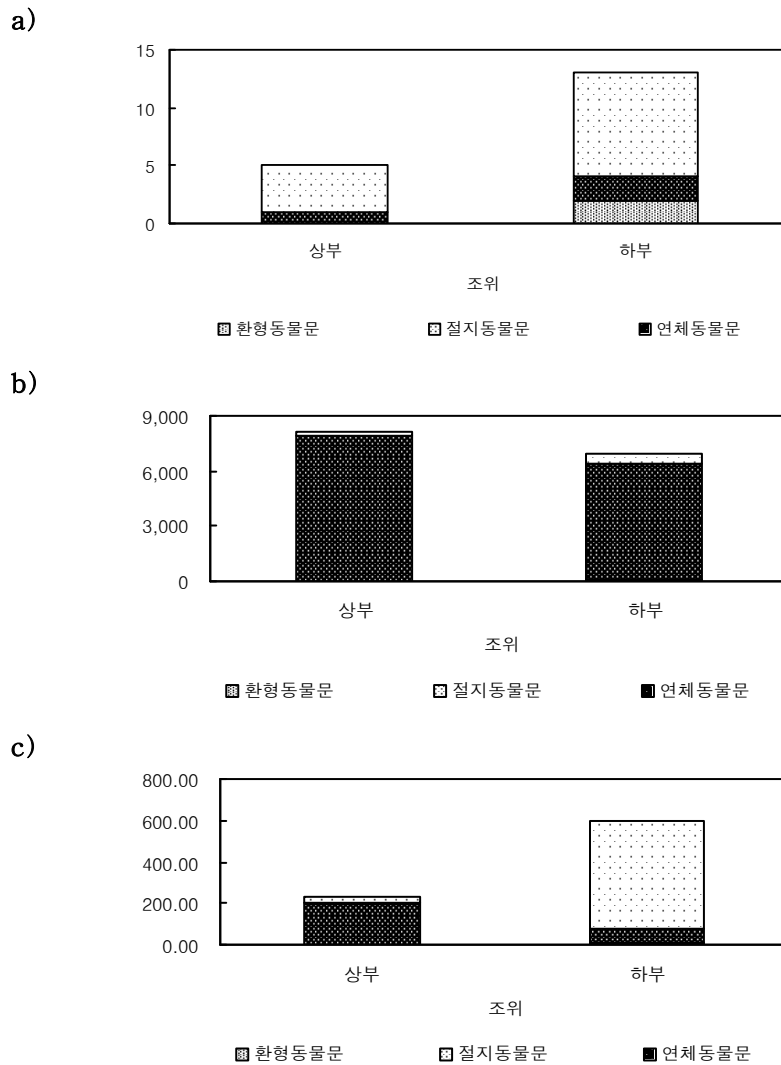 a)
15
10
5
0
상부 하부
조위
환형동물문 절지동물문 연체동물문
b)
9,000
6,000
3,000
0
상부 하부
조위
환형동물문 절지동물문 연체동물문
c)
800.00
600.00
400.00
200.00
0.00
상부 하부
조위
환형동물문 절지동물문 연체동물문